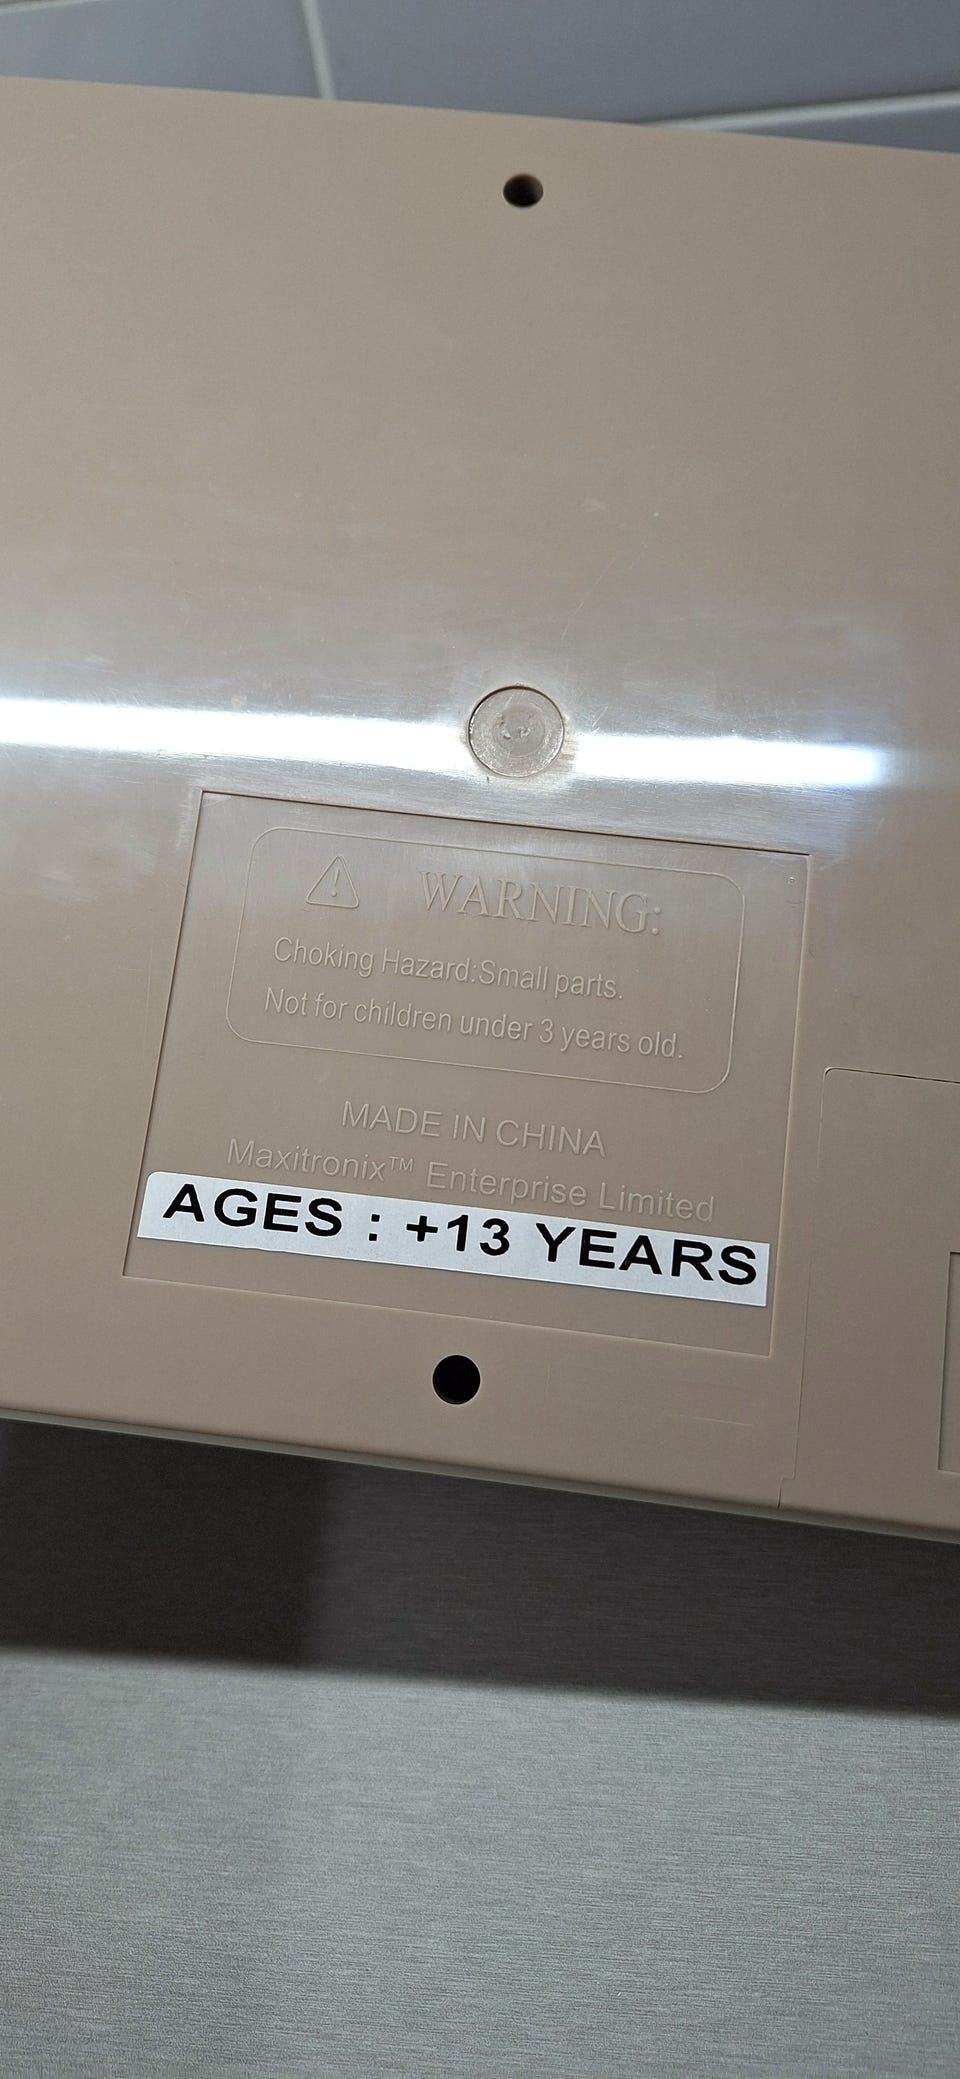 WARNING:
Choking Hazard:Small parts.
Not for children under 3 years old.
MADE IN CHINA
Maxitronix™ Enterprise Limited
AGES : +13 YEARS